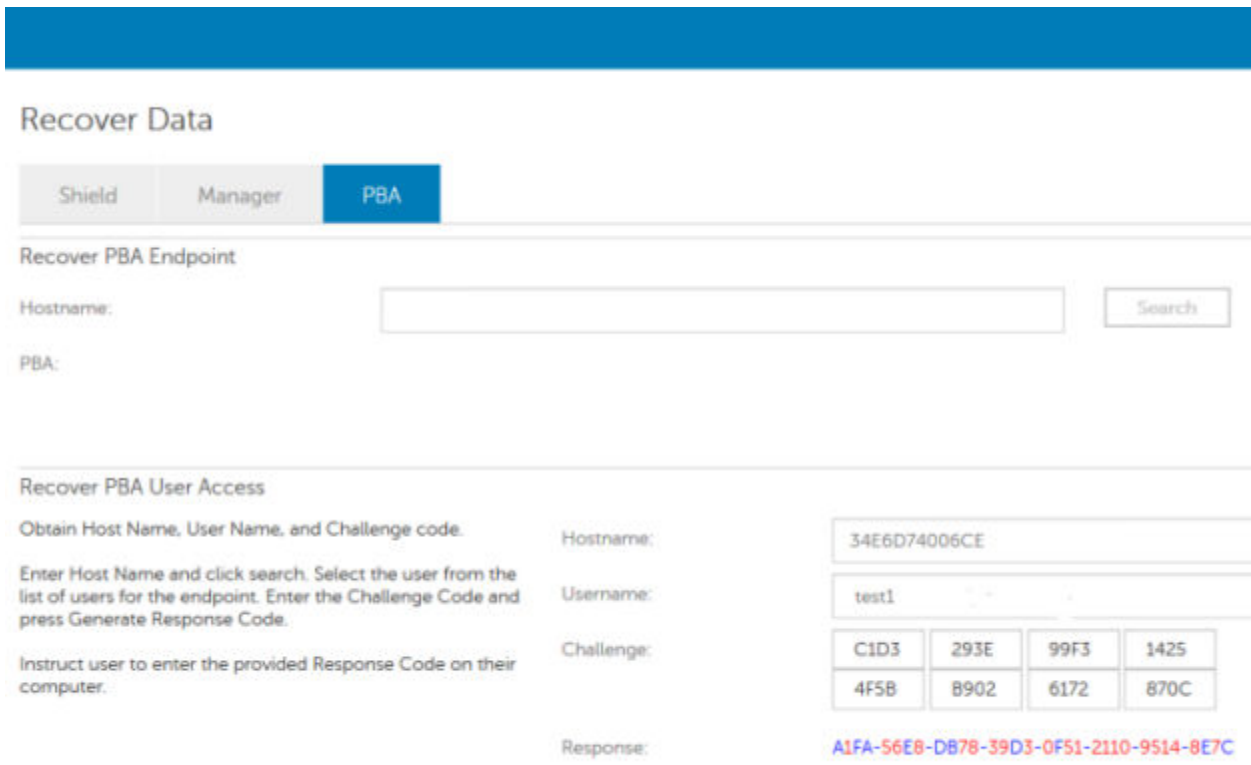 Recover Data
Shield Manager PBA
Recover PBA Endpoint
Hostname: Search
PBA:
Recover PBA User Access
Obtain Host Name, User Name, and Challenge code.
Enter Host Name and click search. Select the user from the
list of users for the endpoint. Enter the Challenge Code and
press Generate Response Code.
Instruct user to enter the provided Response Code on their
computer.
Hostname: 34E6D74006CE
Username: test1
Challenge: C1D3 293E 99F3 1425
4F5B B902 6172 870C
Response: A1FA-56E8-DB78-39D3-0F51-2110-9514-8E7C